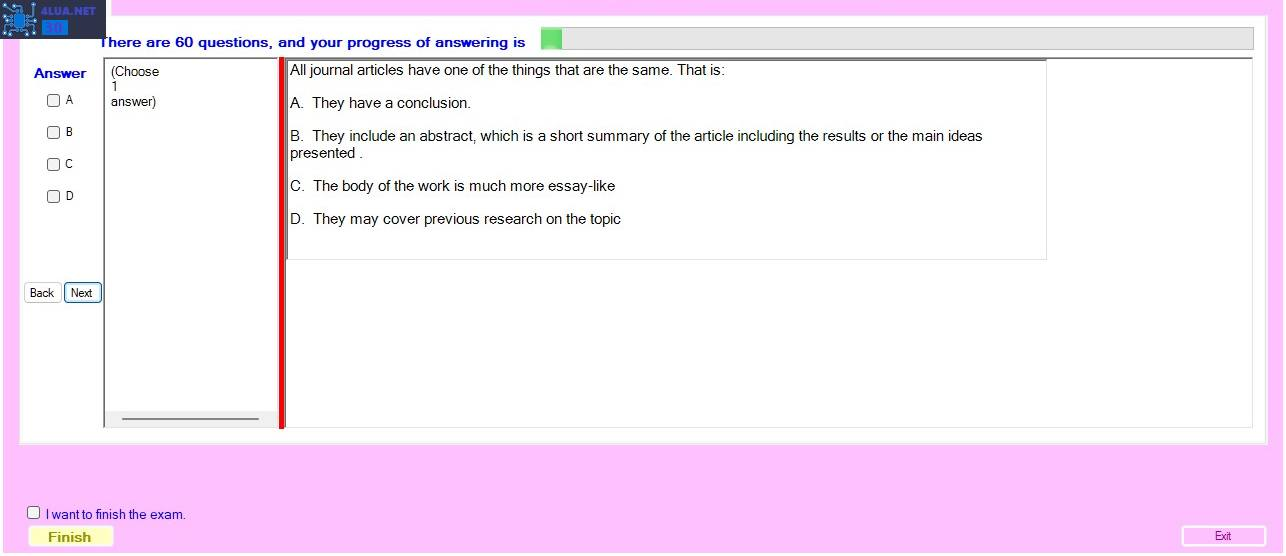 4LUA.NET
3.0
There are 60 questions, and your progress of answering is
Answer
A
B
C
D
(Choose
1
answer)
All journal articles have one of the things that are the same. That is:
A.  They have a conclusion.
B.  They include an abstract, which is a short summary of the article including the results or the main ideas
presented .
C.  The body of the work is much more essay-like
D.  They may cover previous research on the topic
Back
Next
I want to finish the exam.
Finish
Exit